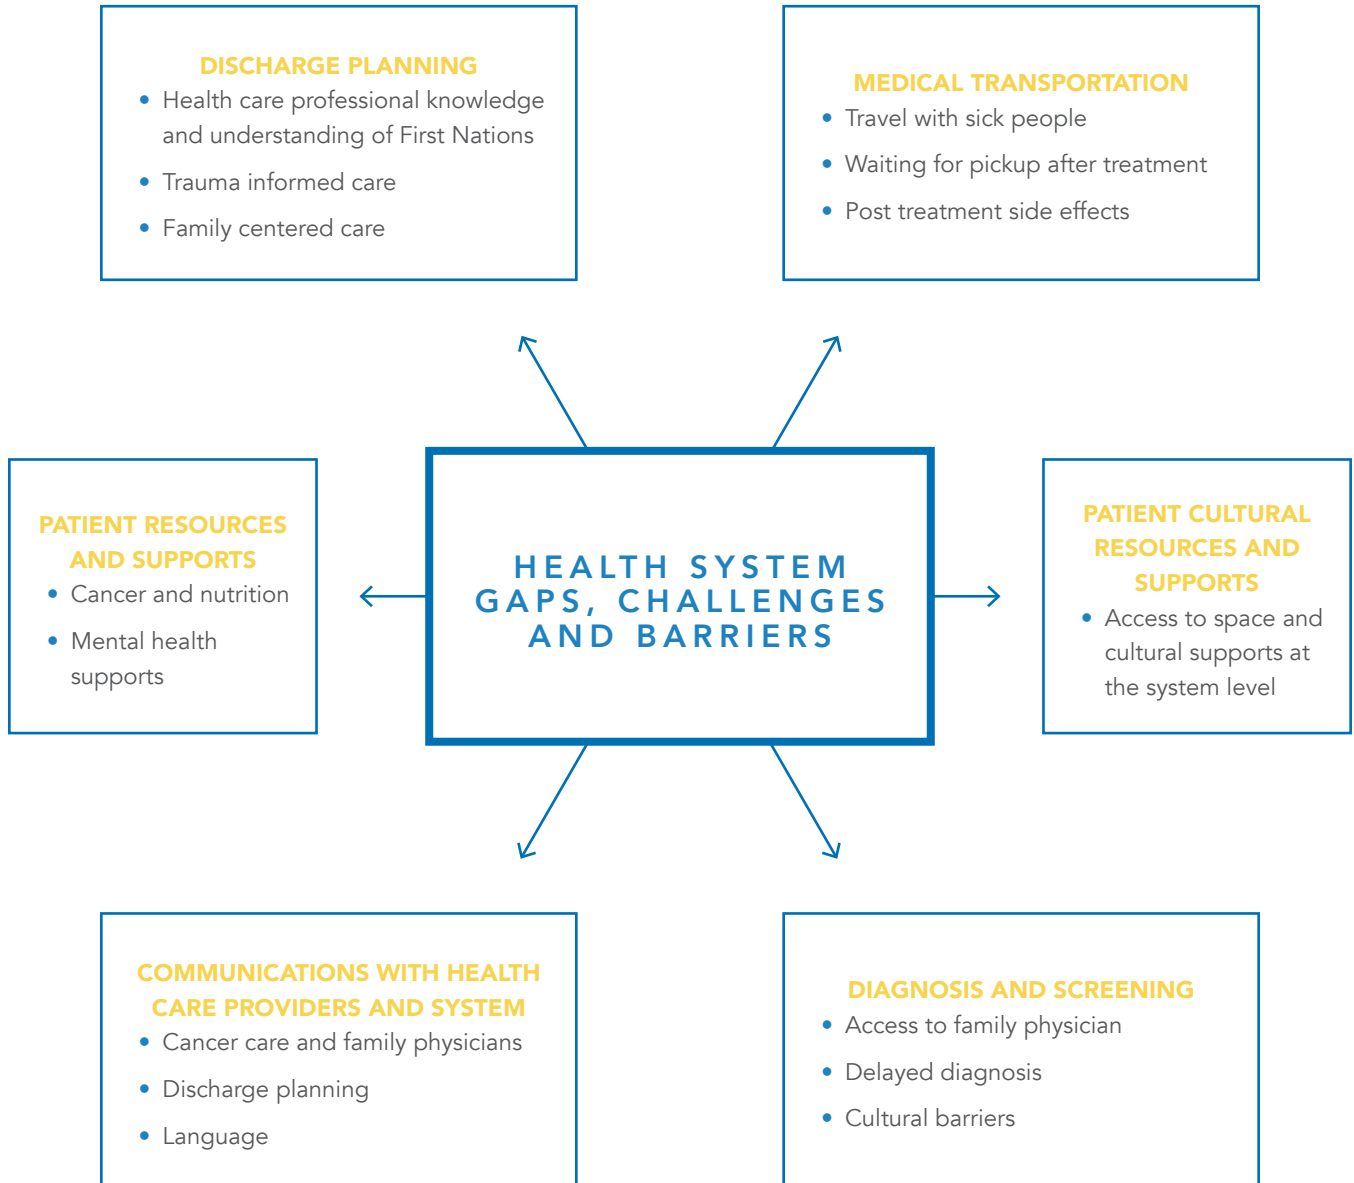 DISCHARGE PLANNING
• Health care professional knowledge
and understanding of First Nations
• Trauma informed care
• Family centered care
MEDICAL TRANSPORTATION
• Travel with sick people
• Waiting for pickup after treatment
• Post treatment side effects
PATIENT RESOURCES
AND SUPPORTS
• Cancer and nutrition
• Mental health
supports
HEALTH SYSTEM
GAPS, CHALLENGES
AND BARRIERS
PATIENT CULTURAL
RESOURCES AND
SUPPORTS
• Access to space and
cultural supports at
the system level
COMMUNICATIONS WITH HEALTH
CARE PROVIDERS AND SYSTEM
• Cancer care and family physicians
• Discharge planning
• Language
DIAGNOSIS AND SCREENING
• Access to family physician
• Delayed diagnosis
• Cultural barriers